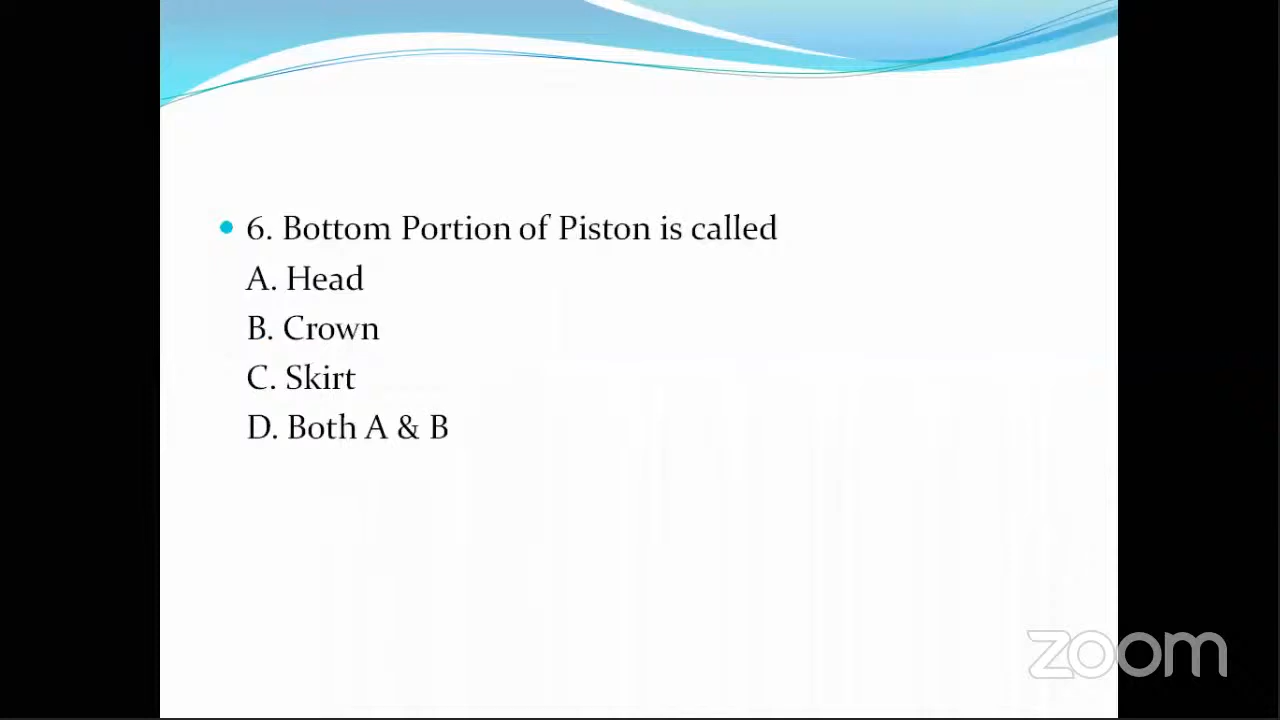 6. Bottom Portion of Piston is called
A. Head
B. Crown
C. Skirt
D. Both A & B
zoom